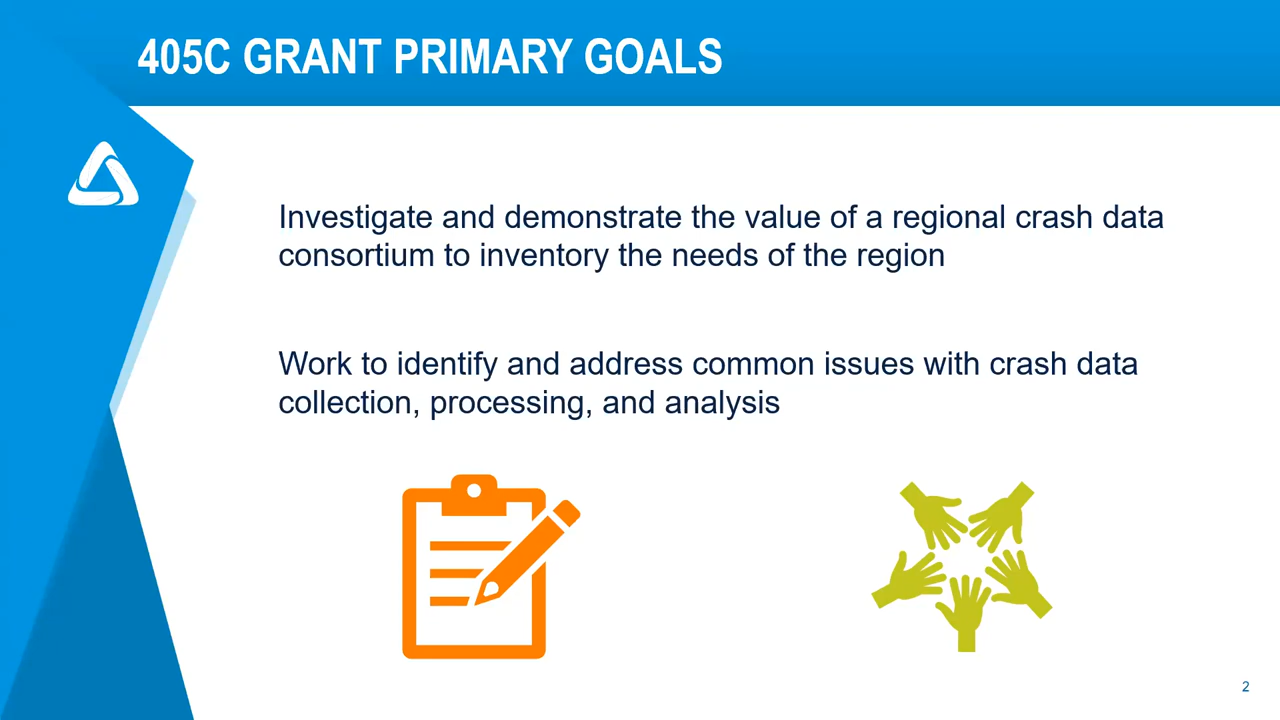 405C GRANT PRIMARY GOALS
Investigate and demonstrate the value of a regional crash data
consortium to inventory the needs of the region
Work to identify and address common issues with crash data
collection, processing, and analysis
2